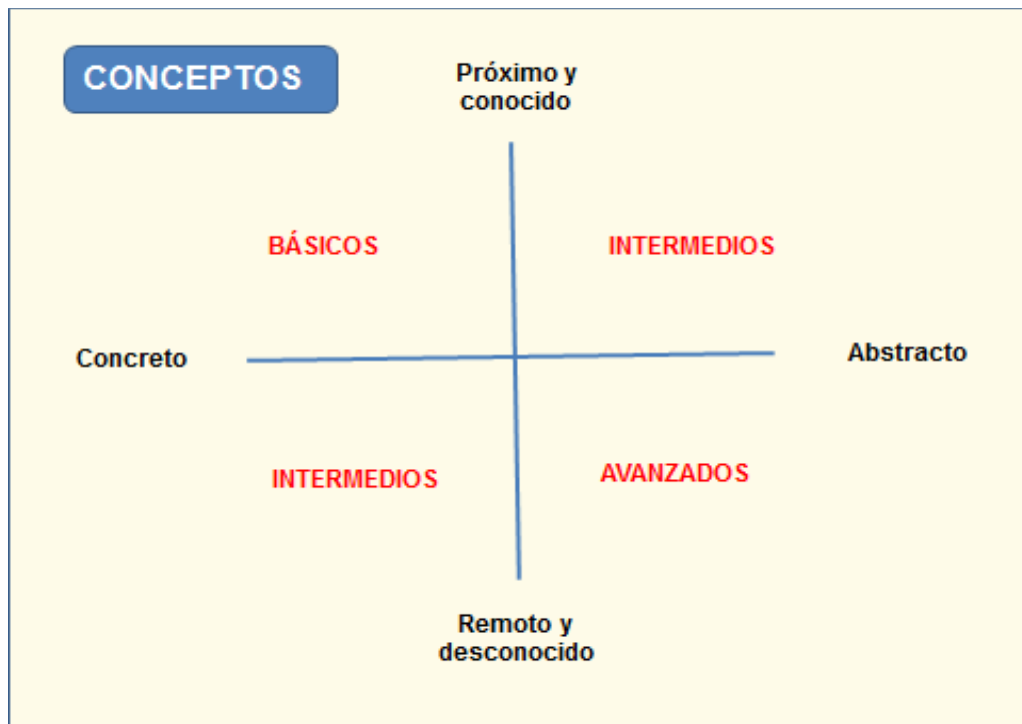 CONCEPTOS
Próximo y
conocido
BÁSICOS
INTERMEDIOS
Concreto
Abstracto
INTERMEDIOS
AVANZADOS
Remoto y
desconocido